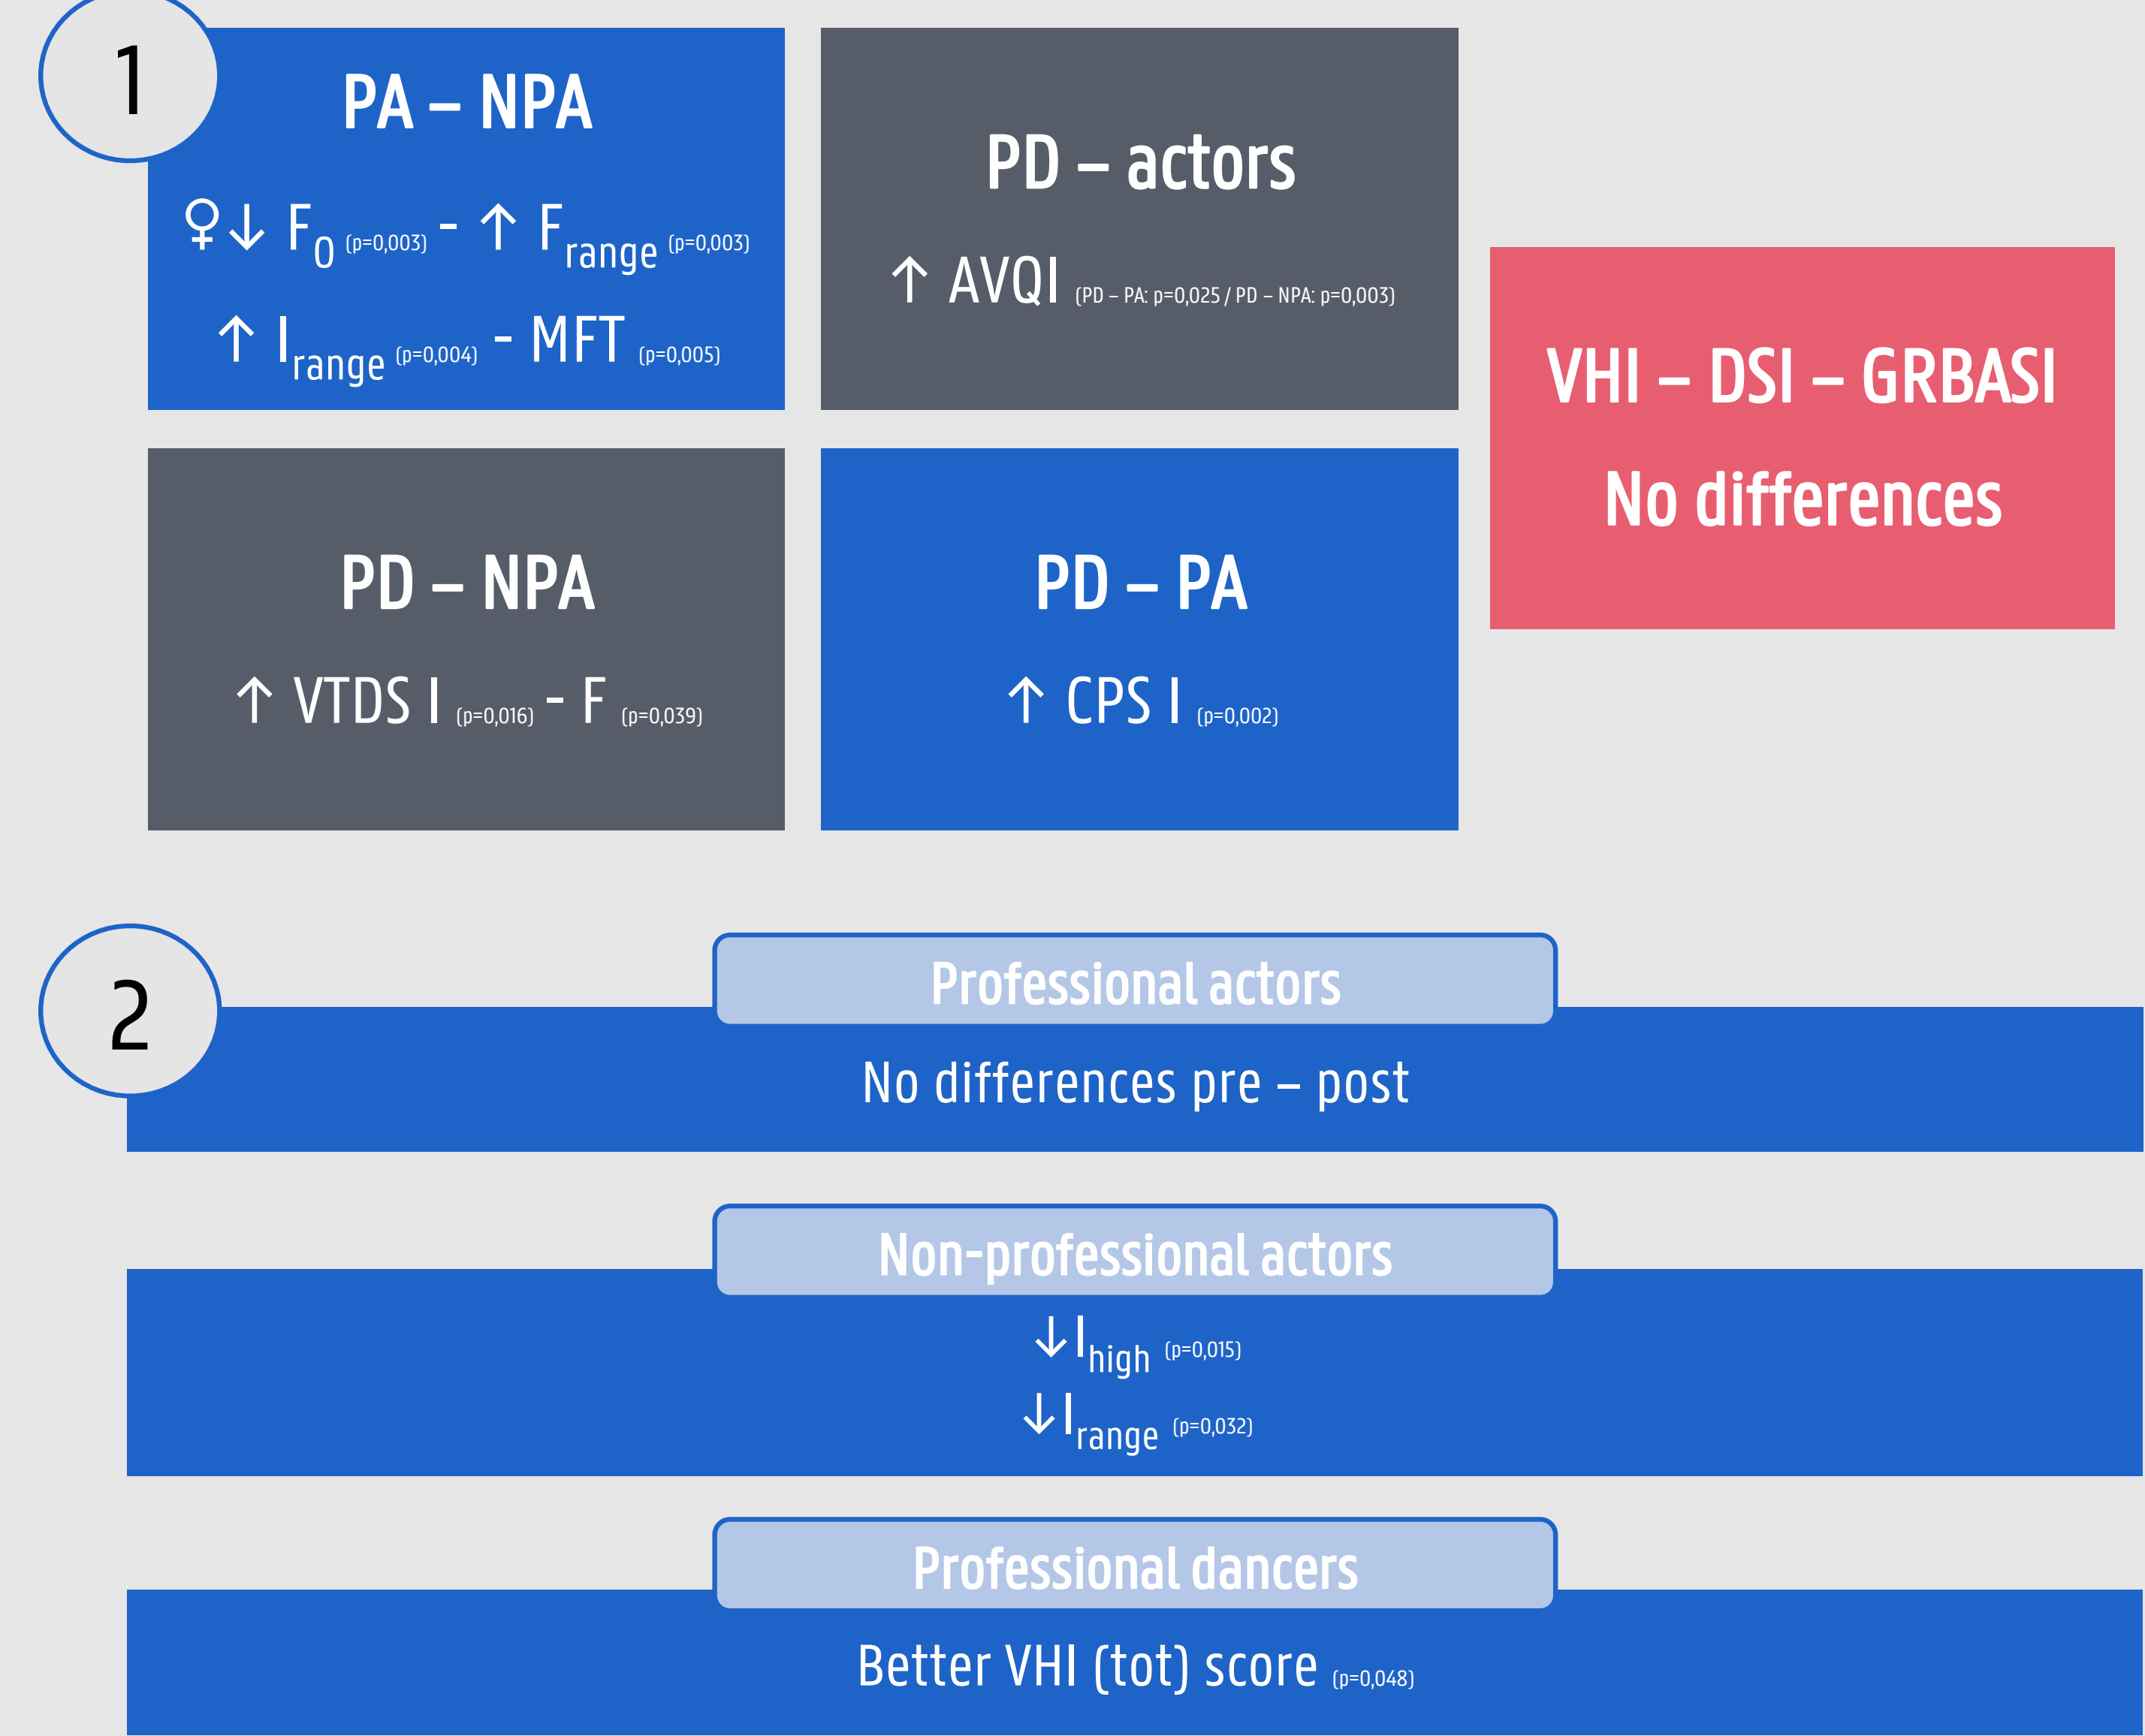 1
PA – NPA
♀↓ F0 (p=0,003) - ↑ Frange (p=0,003)
↑ Irange (p=0,004) - MFT (p=0,005)
PD – actors
↑ AVQI (PD – PA: p=0,025 / PD – NPA: p=0,003)
VHI – DSI – GRBASI
No differences
PD – NPA
↑ VTDS I (p=0,016) - F (p=0,039)
PD – PA
↑ CPS I (p=0,002)
2
Professional actors
No differences pre – post
Non-professional actors
↓Ihigh (p=0,015)
↓Irange (p=0,032)
Professional dancers
Better VHI (tot) score (p=0,048)